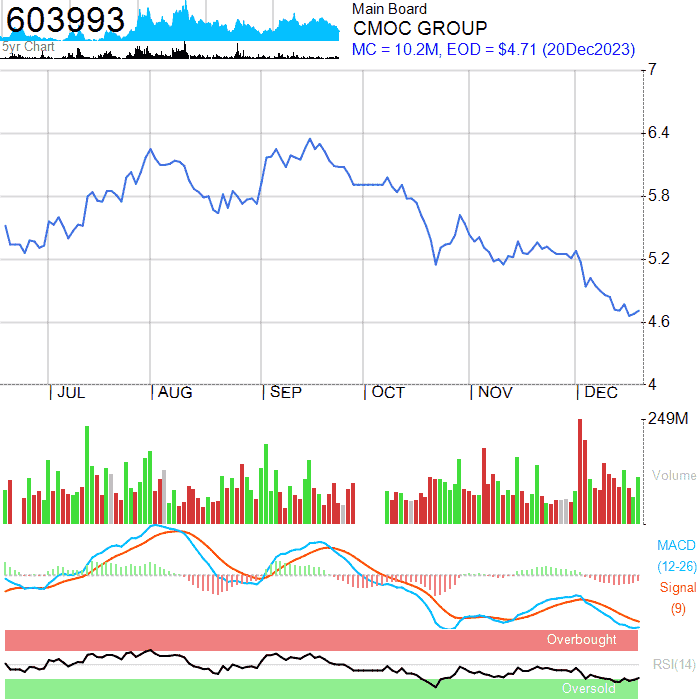 603993
5yr Chart
Main Board
CMOC GROUP
MC = 10.2M, EOD = $4.71 (20Dec2023)
7
6.4
5.8
5.2
4.6
4
JUL
AUG
SEP
OCT
NOV
DEC
249M
Volume
MACD
(12-26)
Signal
(9)
Overbought
RSI(14)
Oversold